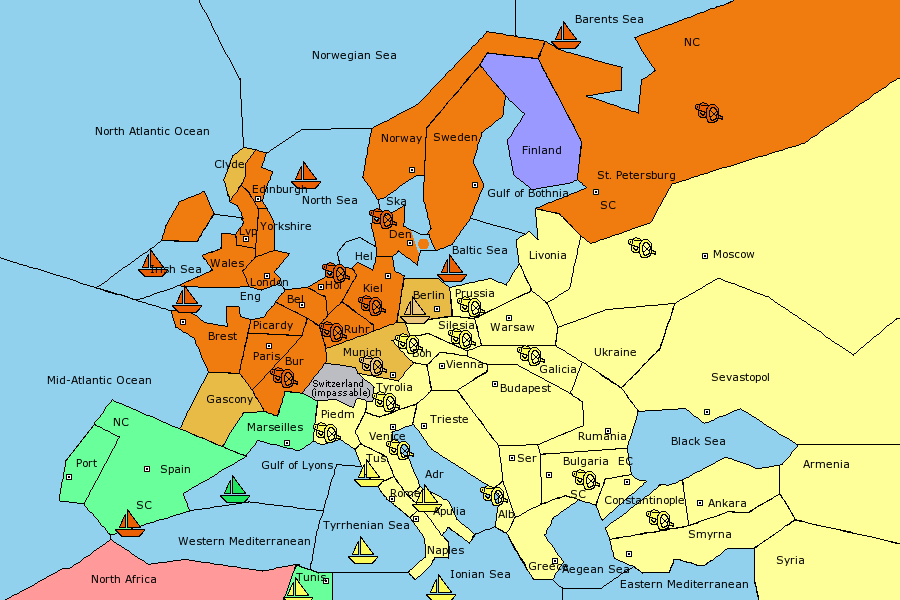 Barents Sea
NC
Norwegian Sea
North Atlantic Ocean
Norway
Sweden
Finland
Clyde
Edinburgh
St. Petersburg
SC
Gulf of Bothnia
North Sea
Ska
Yorkshire
Lvp
Den
Baltic Sea
Livonia
Moscow
Hel
Irish Sea
Wales
London
Hol
Kiel
Berlin
Prussia
Eng
Bel
Brest
Picardy
Ruhr
Silesia
Warsaw
Paris
Bur
Munich
Boh
Galicia
Ukraine
Vienna
Mid-Atlantic Ocean
Switzerland
(impassable)
Tyrolia
Budapest
Sevastopol
Gascony
Piedm
Trieste
NC
Marseilles
Venice
Rumania
Black Sea
Port
Spain
Gulf of Lyons
Tus
Ser
Bulgaria
EC
Armenia
Adr
SC
Rome
Constantinople
Ankara
SC
Apulia
Alb
Tyrrhenian Sea
Smyrna
Western Mediterranean
Naples
Syria
Greece
Aegean Sea
North Africa
Tunis
Ionian Sea
Eastern Mediterranean